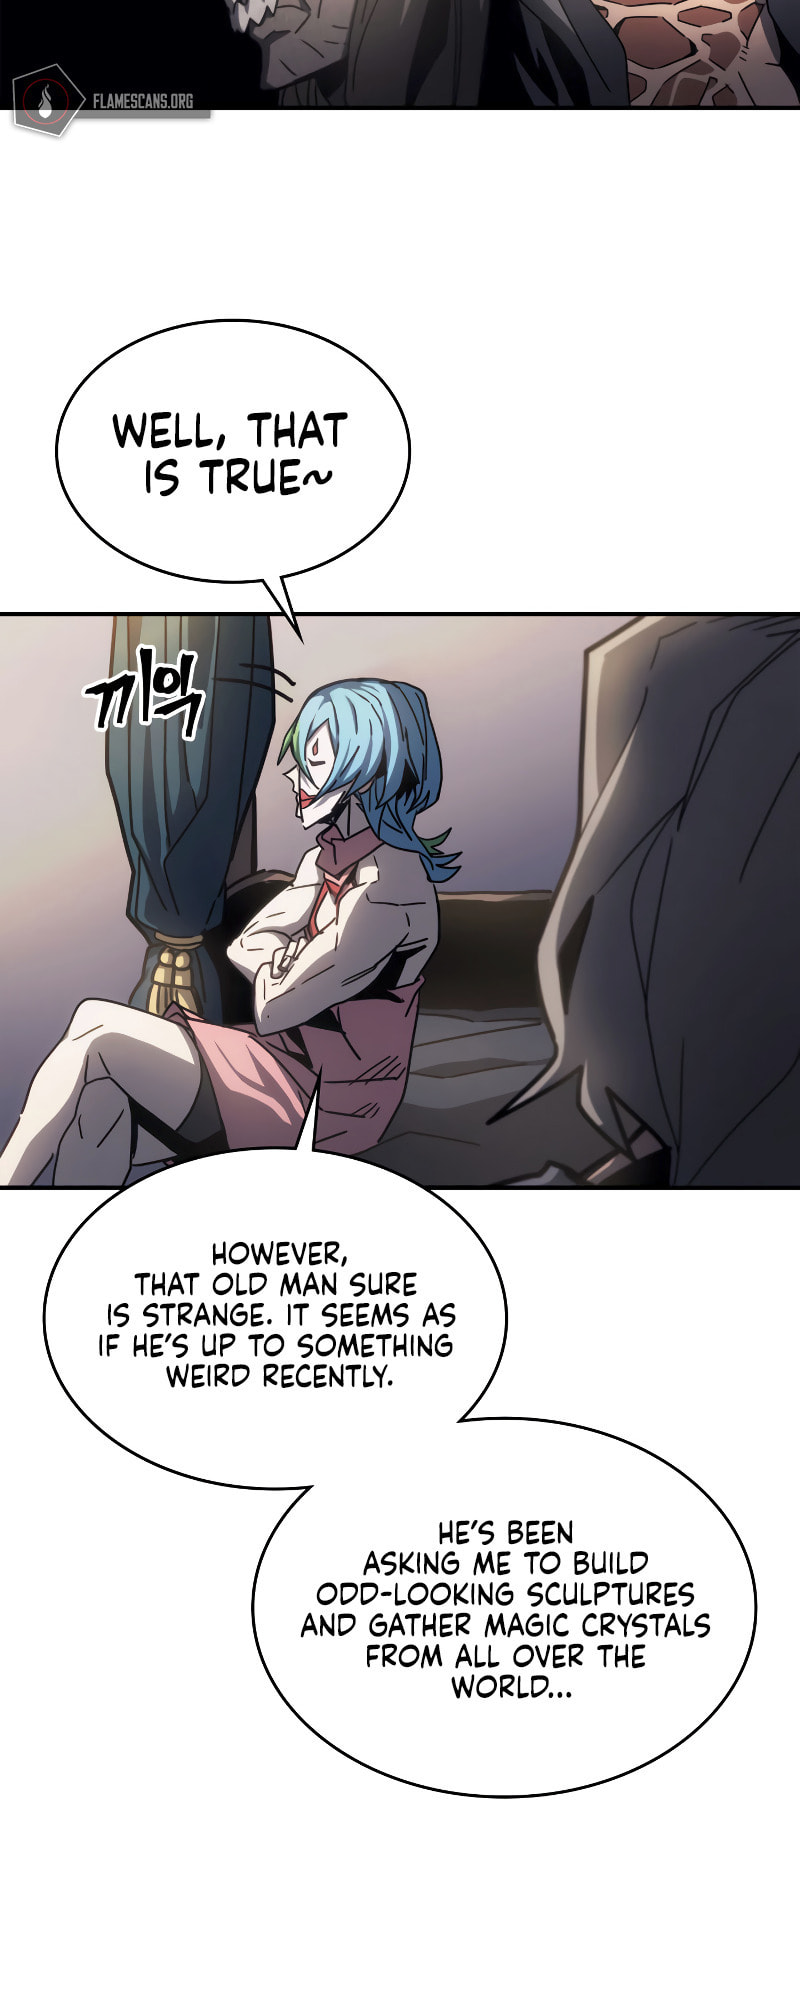 FLAMESCANS.ORG
WELL, THAT
IS TRUE~
끼익
HOWEVER,
THAT OLD MAN SURE
IS STRANGE. IT SEEMS AS
IF HE'S UP TO SOMETHING
WEIRD RECENTLY.
HE'S BEEN
ASKING ME TO BUILD
ODD-LOOKING SCULPTURES
AND GATHER MAGIC CRYSTALS
FROM ALL OVER THE
WORLD...